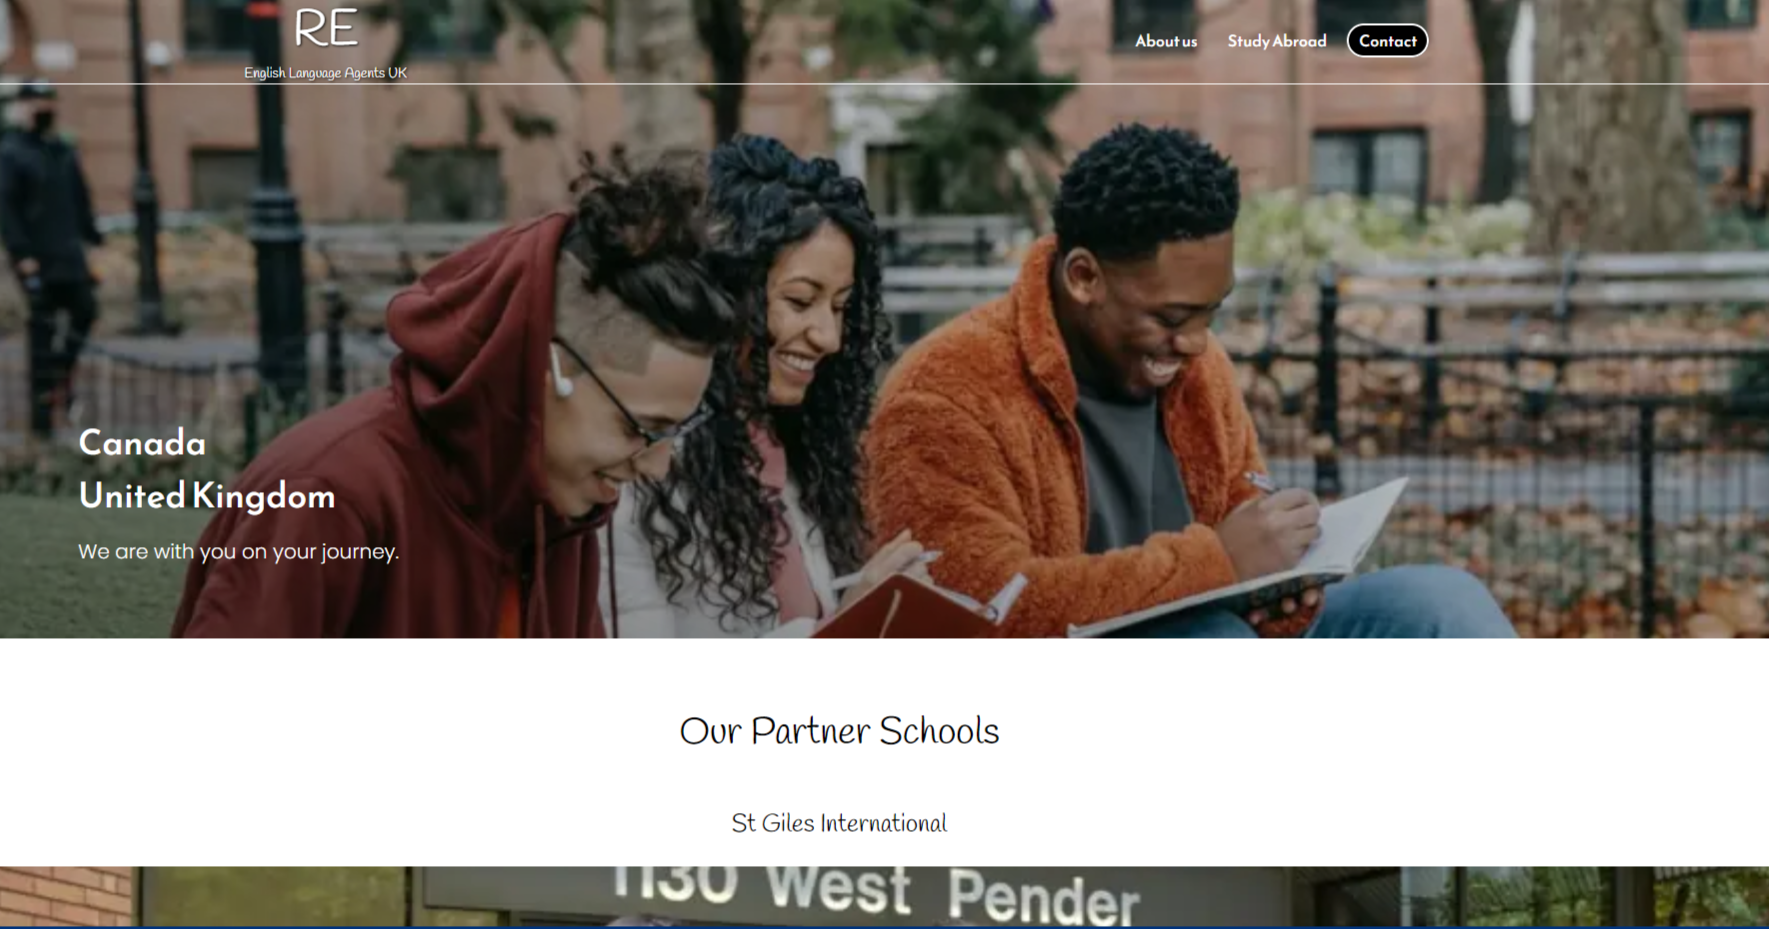 RE
English Language Agents UK
About us
Study Abroad
Contact
Canada
United Kingdom
We are with you on your journey.
Our Partner Schools
St Giles International
1130 West Pender